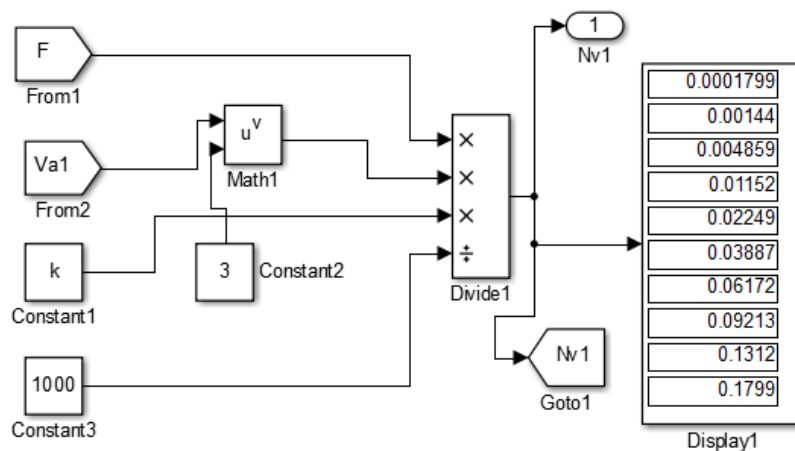 F
From1
Va1
From2
u^v
Math1
k
Constant1
3
Constant2
1000
Constant3
×
×
×
÷
Divide1
1
Nv1
Nv1
Goto1
0.0001799
0.00144
0.004859
0.01152
0.02249
0.03887
0.06172
0.09213
0.1312
0.1799
Display1